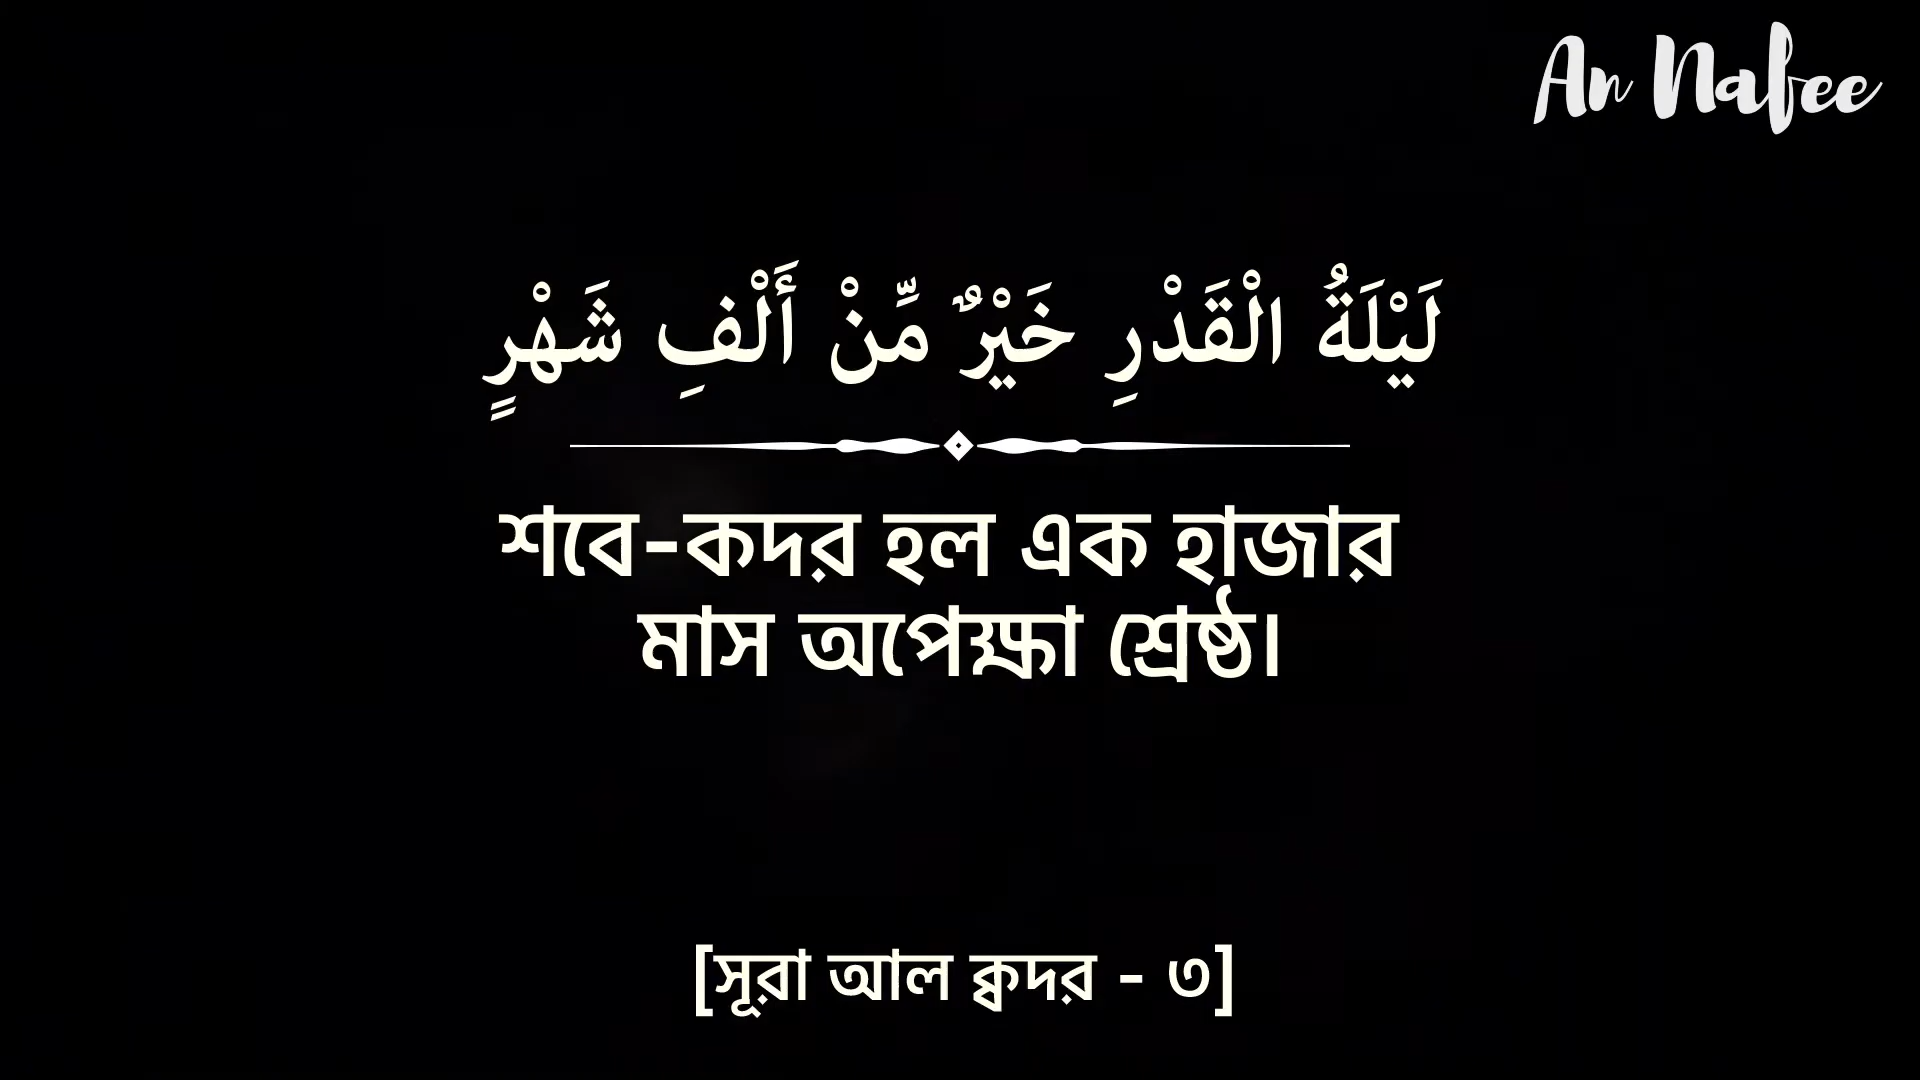 An Nafee
لَيْلَةُ الْقَدْرِ خَيْرٌ مِّنْ أَلْفِ شَهْرٍ
শবে-কদর হল এক হাজার
মাস অপেক্ষা শ্রেষ্ঠ।
[সূরা আল ক্বদর - ৩]